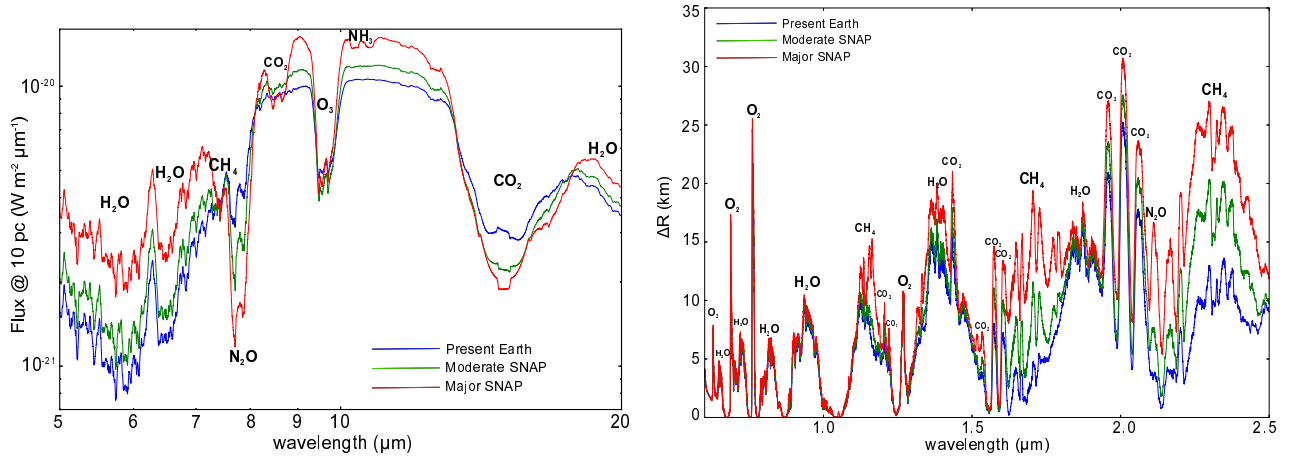 NH₃
CO₂
10⁻²⁰
O₃
H₂O
H₂O
CH₄
H₂O
CO₂
Flux @ 10 pc (W m⁻² µm⁻¹)
N₂O
Present Earth
Moderate SNAP
Major SNAP
10⁻²¹
5 6 7 8 9 10 20
wavelength (µm)
35
30
25
20
15
10
5
0
ΔR (km)
Present Earth
Moderate SNAP
Major SNAP
O₂
H₂O
O₂
H₂O
O₂
H₂O
H₂O
CH₄
CO₂
CO₂
O₂
H₂O
CO₂
CO₂
CO₂
CO₂
CH₄
H₂O
CO₂
CO₂
CO₂
N₂O
CH₄
1.0 1.5 2.0 2.5
wavelength (µm)